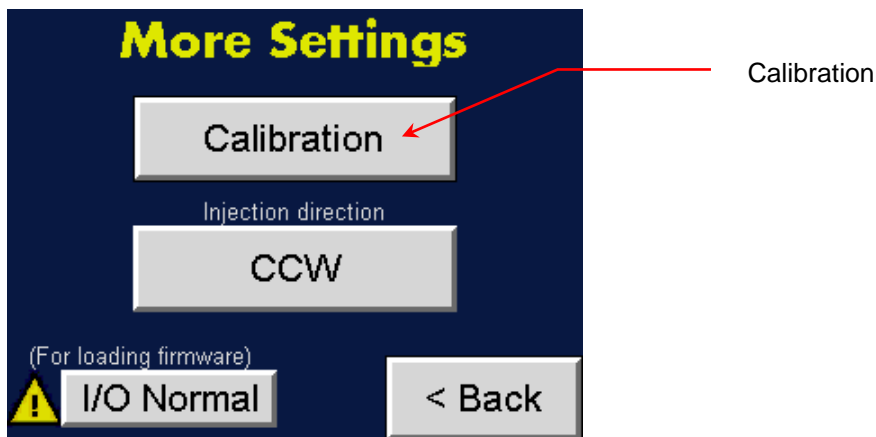 More Settings
Calibration
Calibration
Injection direction
CCW
(For loading firmware)
I/O Normal
< Back